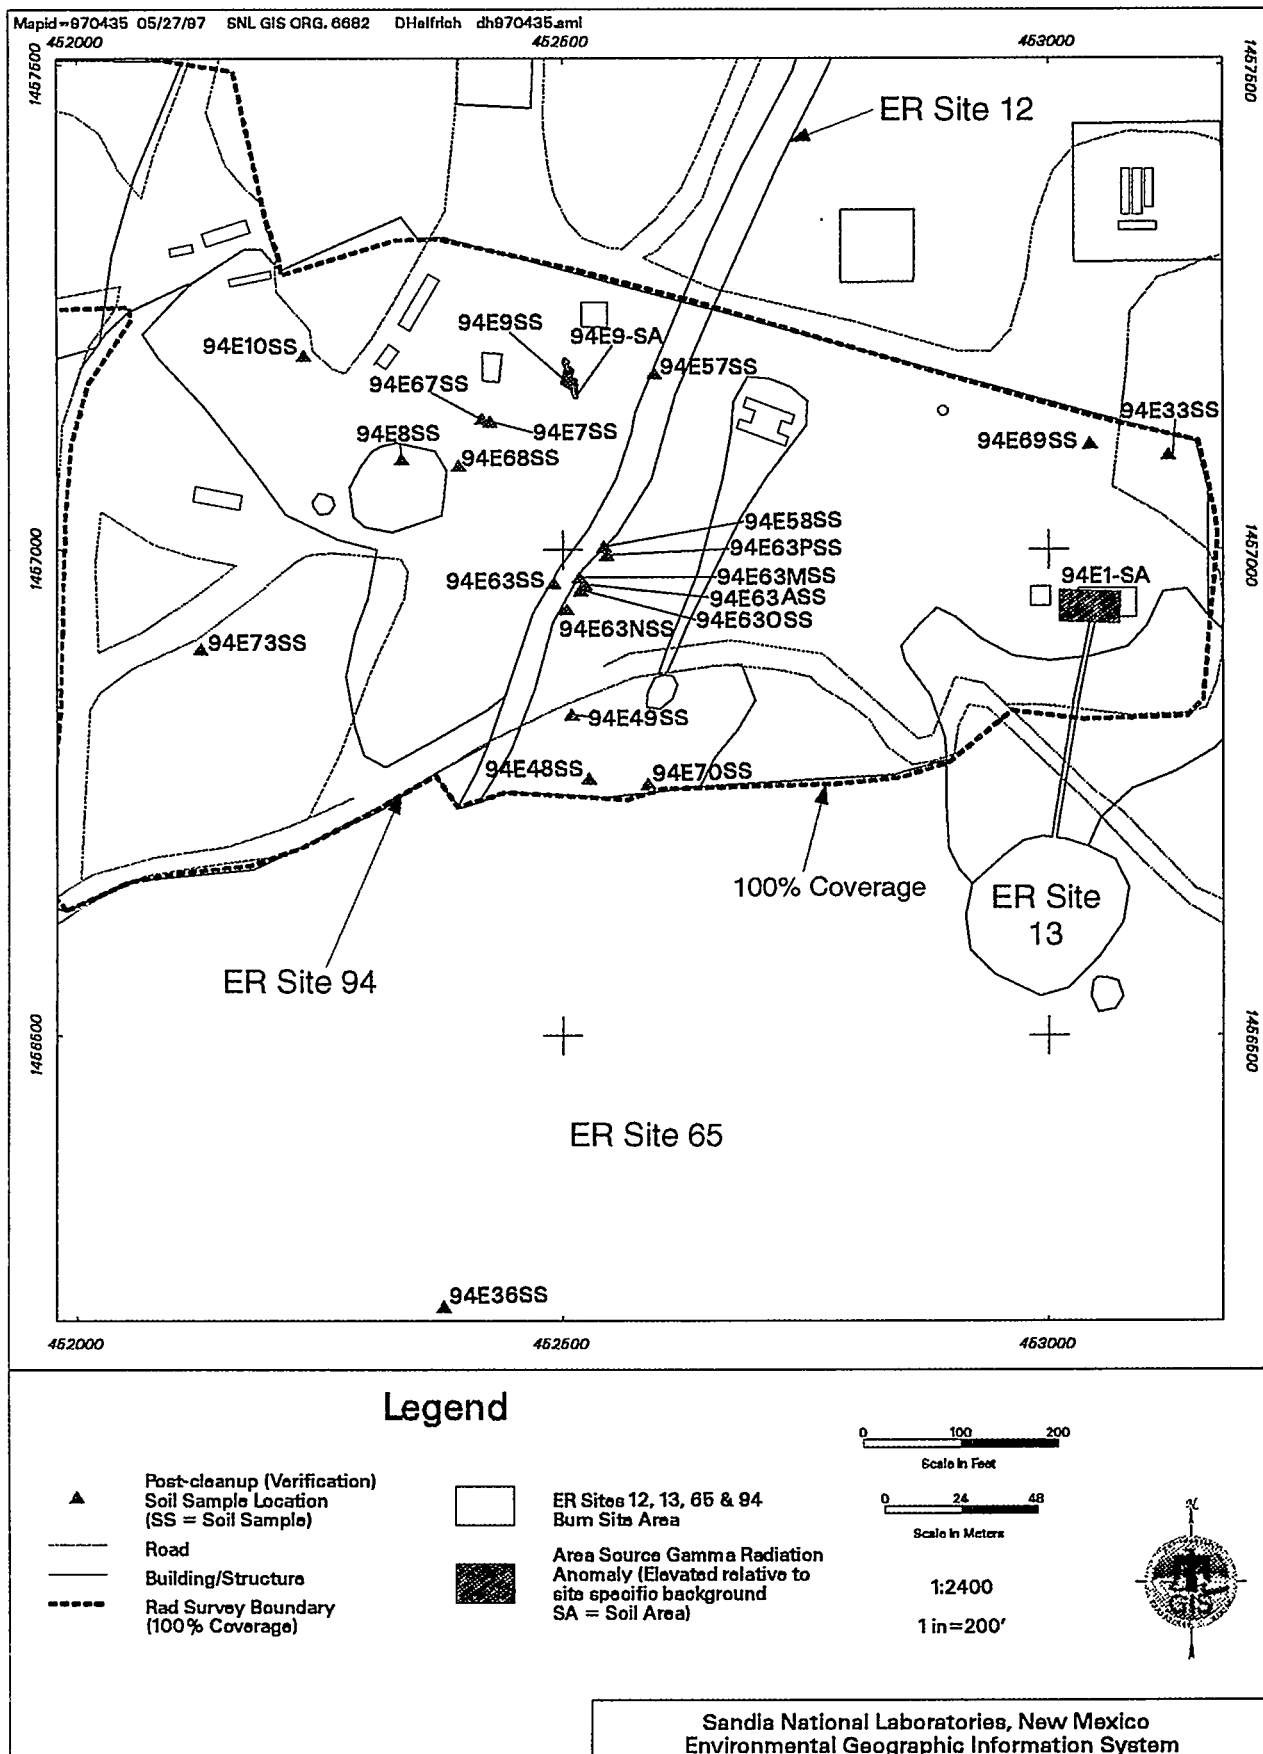 Mapid=970435 05/27/97 SNL GIS ORG. 6682 DHelfrich dh970435.aml
452000 452500 453000
1457500
1457500
ER Site 12
94E9SS
94E9-SA
94E10SS
94E57SS
94E67SS
94E33SS
94E7SS
94E8SS
94E69SS
94E68SS
94E58SS
1457000
94E63PSS
1457000
94E63SS
94E63MSS
94E1-SA
94E63ASS
94E63OSS
94E63NSS
94E73SS
94E49SS
94E48SS
94E70SS
100% Coverage
ER Site
13
ER Site 94
1456500
1456500
ER Site 65
94E36SS
452000 452500 453000
Legend
Post-cleanup (Verification)
Soil Sample Location
(SS = Soil Sample)
Road
Building/Structure
Rad Survey Boundary
(100% Coverage)
ER Sites 12, 13, 65 & 94
Burn Site Area
Area Source Gamma Radiation
Anomaly (Elevated relative to
site specific background
SA = Soil Area)
0 100 200
Scale in Feet
0 24 48
Scale in Meters
1:2400
1 in=200'
N
GIS
Sandia National Laboratories, New Mexico
Environmental Geographic Information System